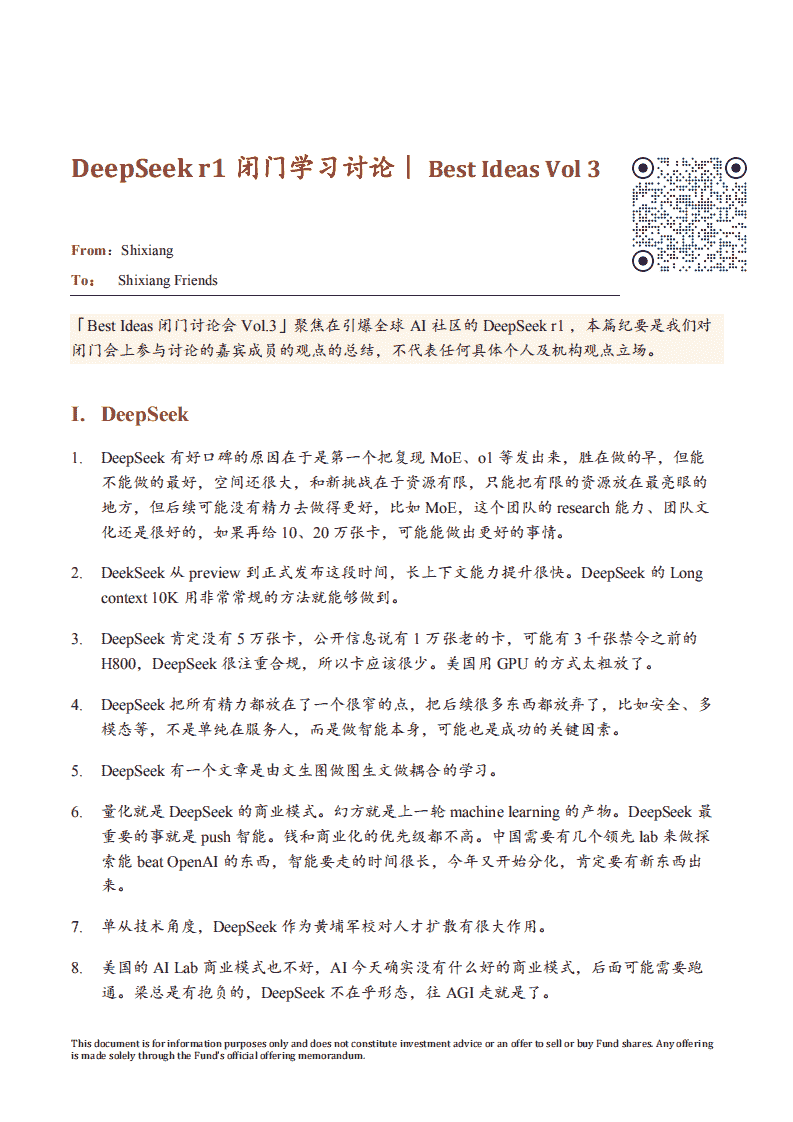 DeepSeek r1 闭门学习讨论｜ Best Ideas Vol 3
From：Shixiang
To： Shixiang Friends
「Best Ideas 闭门讨论会 Vol.3」聚焦在引爆全球 AI 社区的 DeepSeek r1 ，本篇纪要是我们对
闭门会上参与讨论的嘉宾成员的观点的总结，不代表任何具体个人及机构观点立场。
I. DeepSeek
1. DeepSeek 有好口碑的原因在于是第一个把复现 MoE、o1 等发出来，胜在做的早，但能
不能做的最好，空间还很大，和新挑战在于资源有限，只能把有限的资源放在最亮眼的
地方，但后续可能没有精力去做得更好，比如 MoE，这个团队的 research 能力、团队文
化还是很好的，如果再给 10、20 万张卡，可能能做出更好的事情。
2. DeekSeek 从 preview 到正式发布这段时间，长上下文能力提升很快。DeepSeek 的 Long
context 10K 用非常常规的方法就能够做到。
3. DeepSeek 肯定没有 5 万张卡，公开信息说有 1 万张老的卡，可能有 3 千张禁令之前的
H800，DeepSeek 很注重合规，所以卡应该很少。美国用 GPU 的方式太粗放了。
4. DeepSeek 把所有精力都放在了一个很窄的点，把后续很多东西都放弃了，比如安全、多
模态等，不是单纯在服务人，而是做智能本身，可能也是成功的关键因素。
5. DeepSeek 有一个文章是由文生图做图生文做耦合的学习。
6. 量化就是 DeepSeek 的商业模式。幻方就是上一轮 machine learning 的产物。DeepSeek 最
重要的事就是 push 智能。钱和商业化的优先级都不高。中国需要有几个领先 lab 来做探
索能 beat OpenAI 的东西，智能要走的时间很长，今年又开始分化，肯定要有新东西出
来。
7. 单从技术角度，DeepSeek 作为黄埔军校对人才扩散有很大作用。
8. 美国的 AI Lab 商业模式也不好，AI 今天确实没有什么好的商业模式，后面可能需要跑
通。梁总是有抱负的，DeepSeek 不在乎形态，往 AGI 走就是了。
This document is for information purposes only and does not constitute investment advice or an offer to sell or buy Fund shares. Any offering
is made solely through the Fund's official offering memorandum.